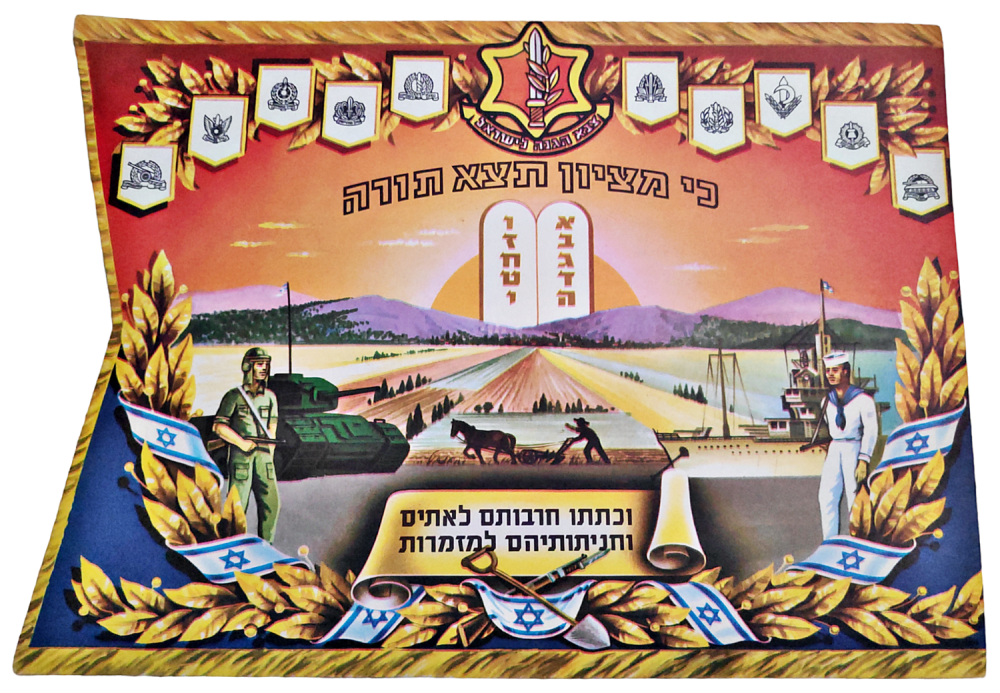 צבא הגנה לישראל
כי מציון תצא תורה
א
ב
ג
ד
ה
ו
ז
ח
ט
י
וכתתו חרבותם לאתים
וחניתותיהם למזמרות